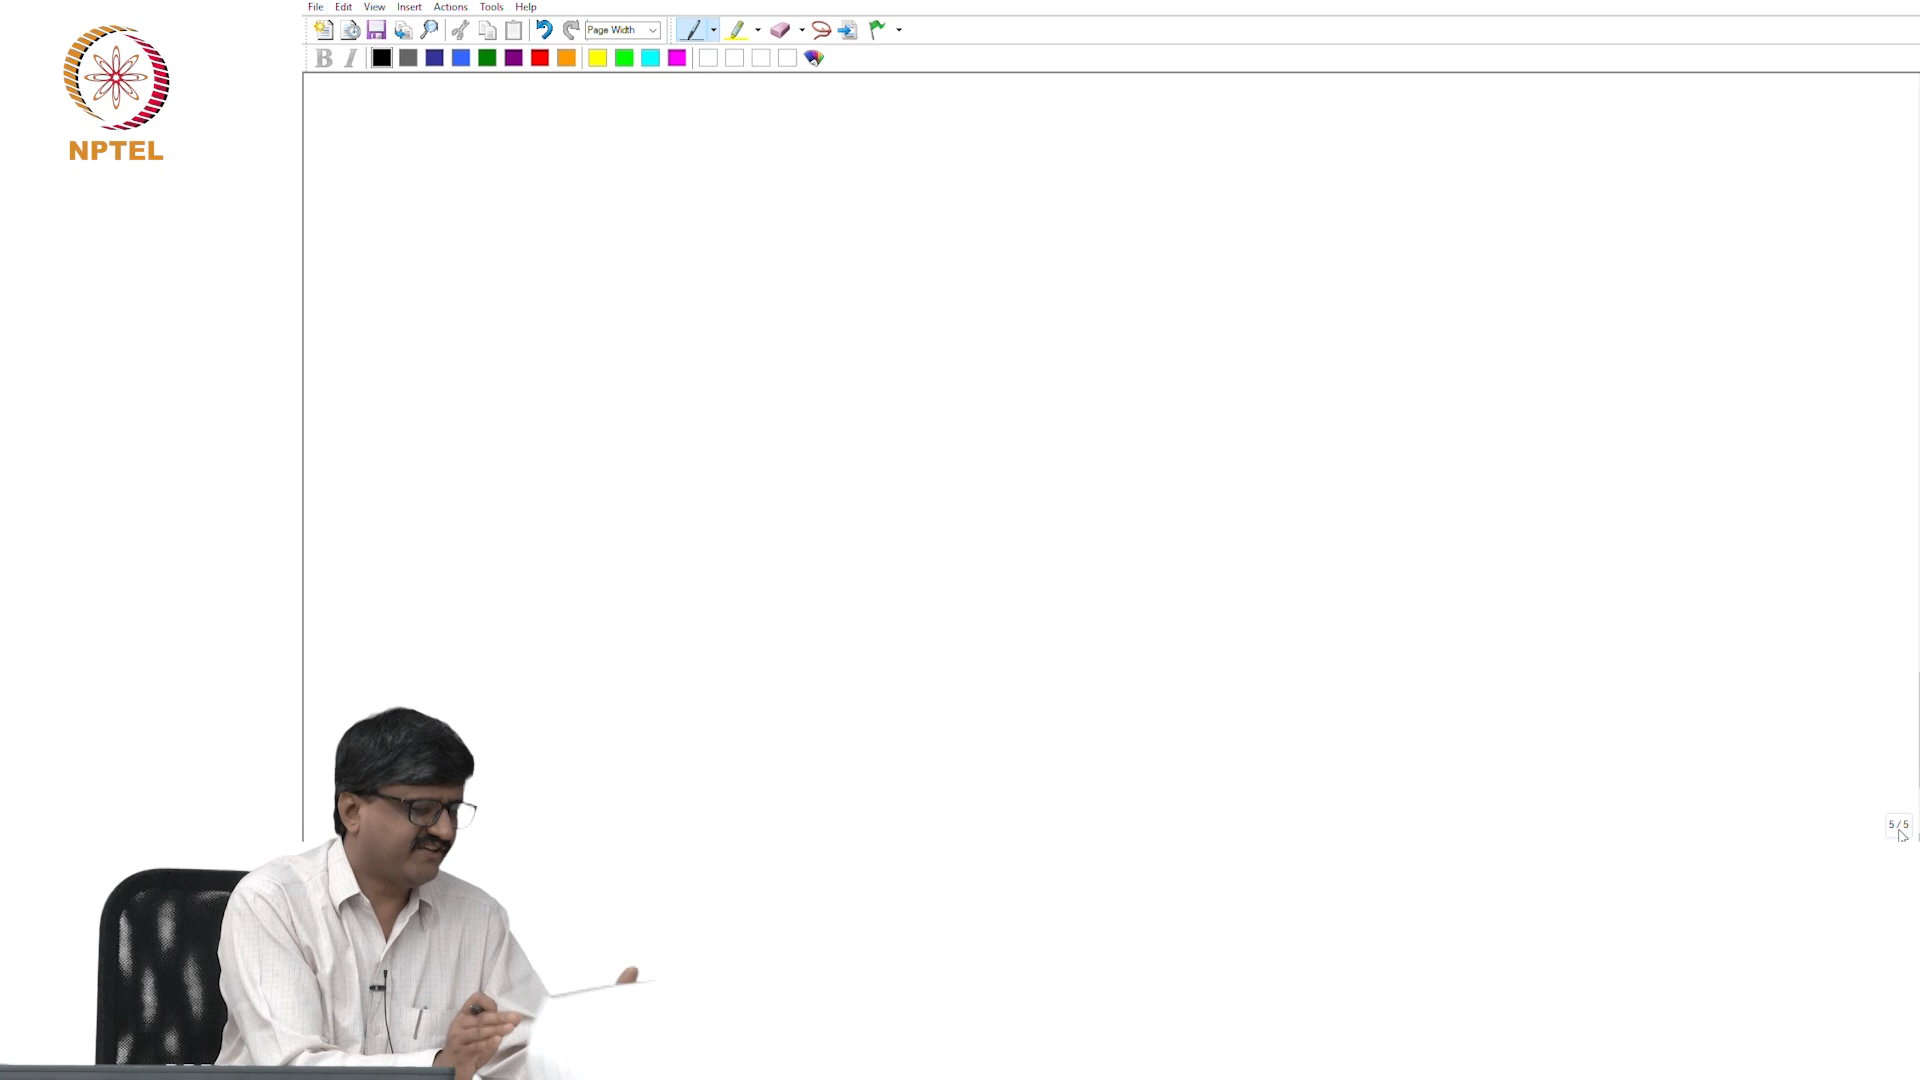 File Edit View Insert Actions Tools Help
Page Width
B I
NPTEL
5 / 5